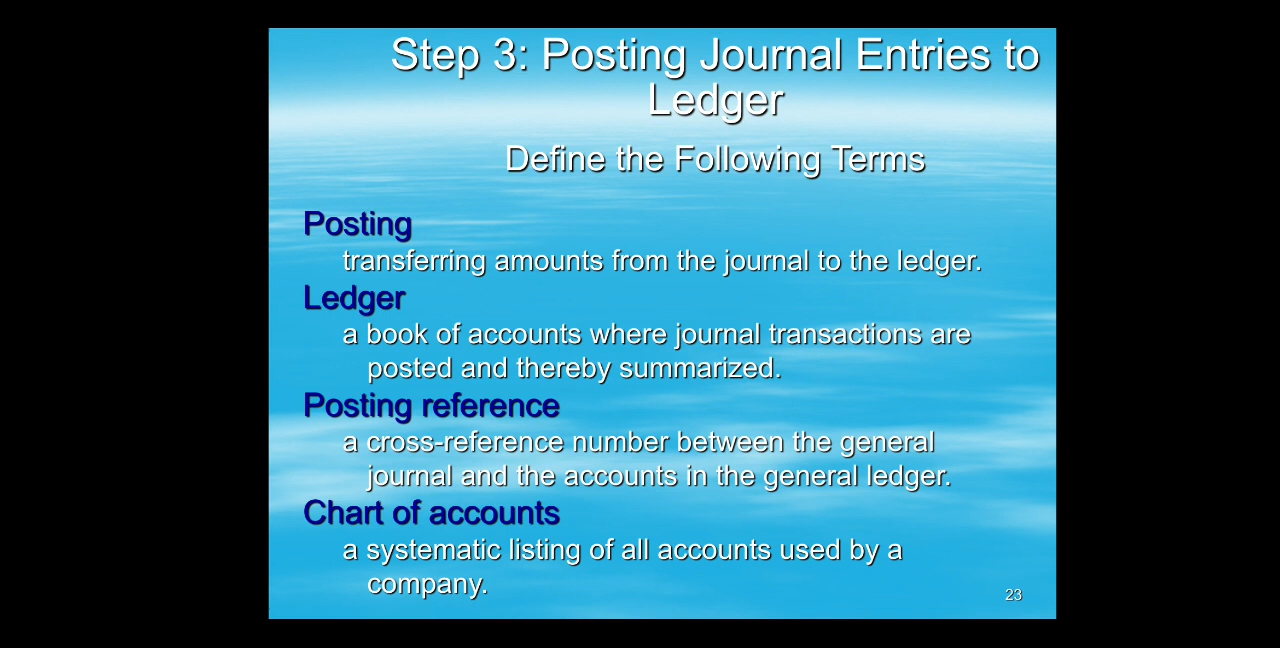 Step 3: Posting Journal Entries to
Ledger
Define the Following Terms
Posting
transferring amounts from the journal to the ledger.
Ledger
a book of accounts where journal transactions are
posted and thereby summarized.
Posting reference
a cross-reference number between the general
journal and the accounts in the general ledger.
Chart of accounts
a systematic listing of all accounts used by a
company.
23